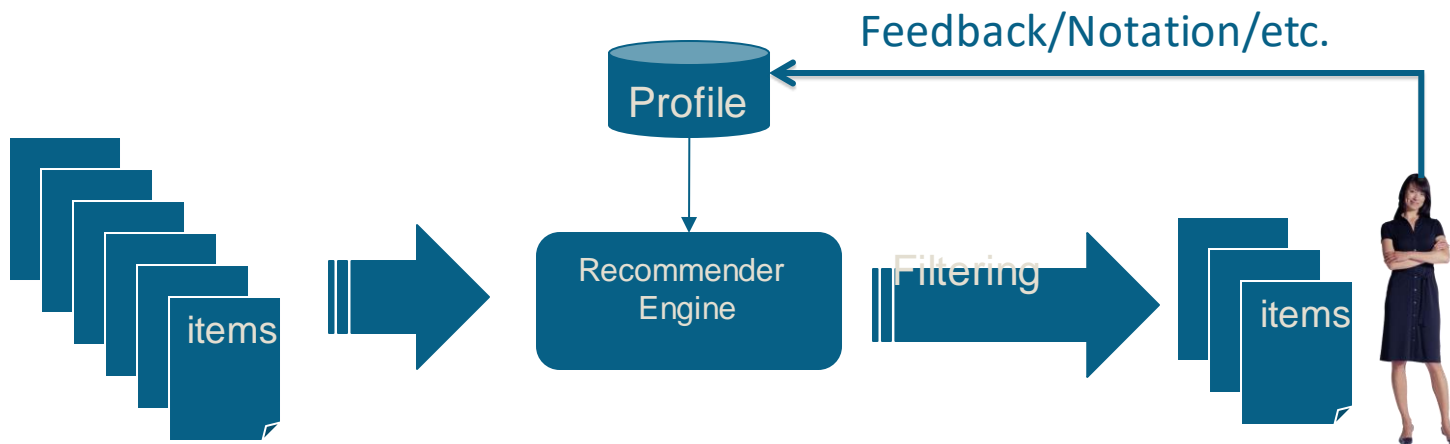 Feedback/Notation/etc.
Profile
items
Recommender
Engine
Filtering
items